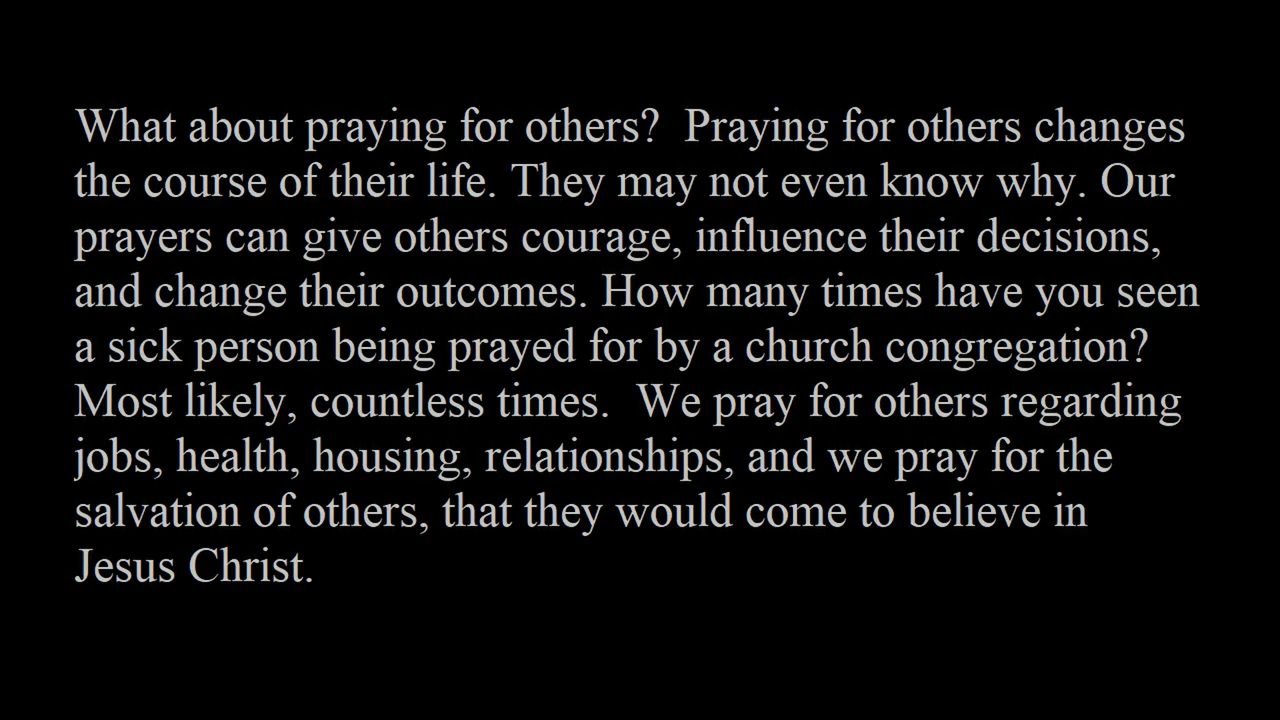 What about praying for others?  Praying for others changes
the course of their life. They may not even know why. Our
prayers can give others courage, influence their decisions,
and change their outcomes. How many times have you seen
a sick person being prayed for by a church congregation?
Most likely, countless times.  We pray for others regarding
jobs, health, housing, relationships, and we pray for the
salvation of others, that they would come to believe in
Jesus Christ.